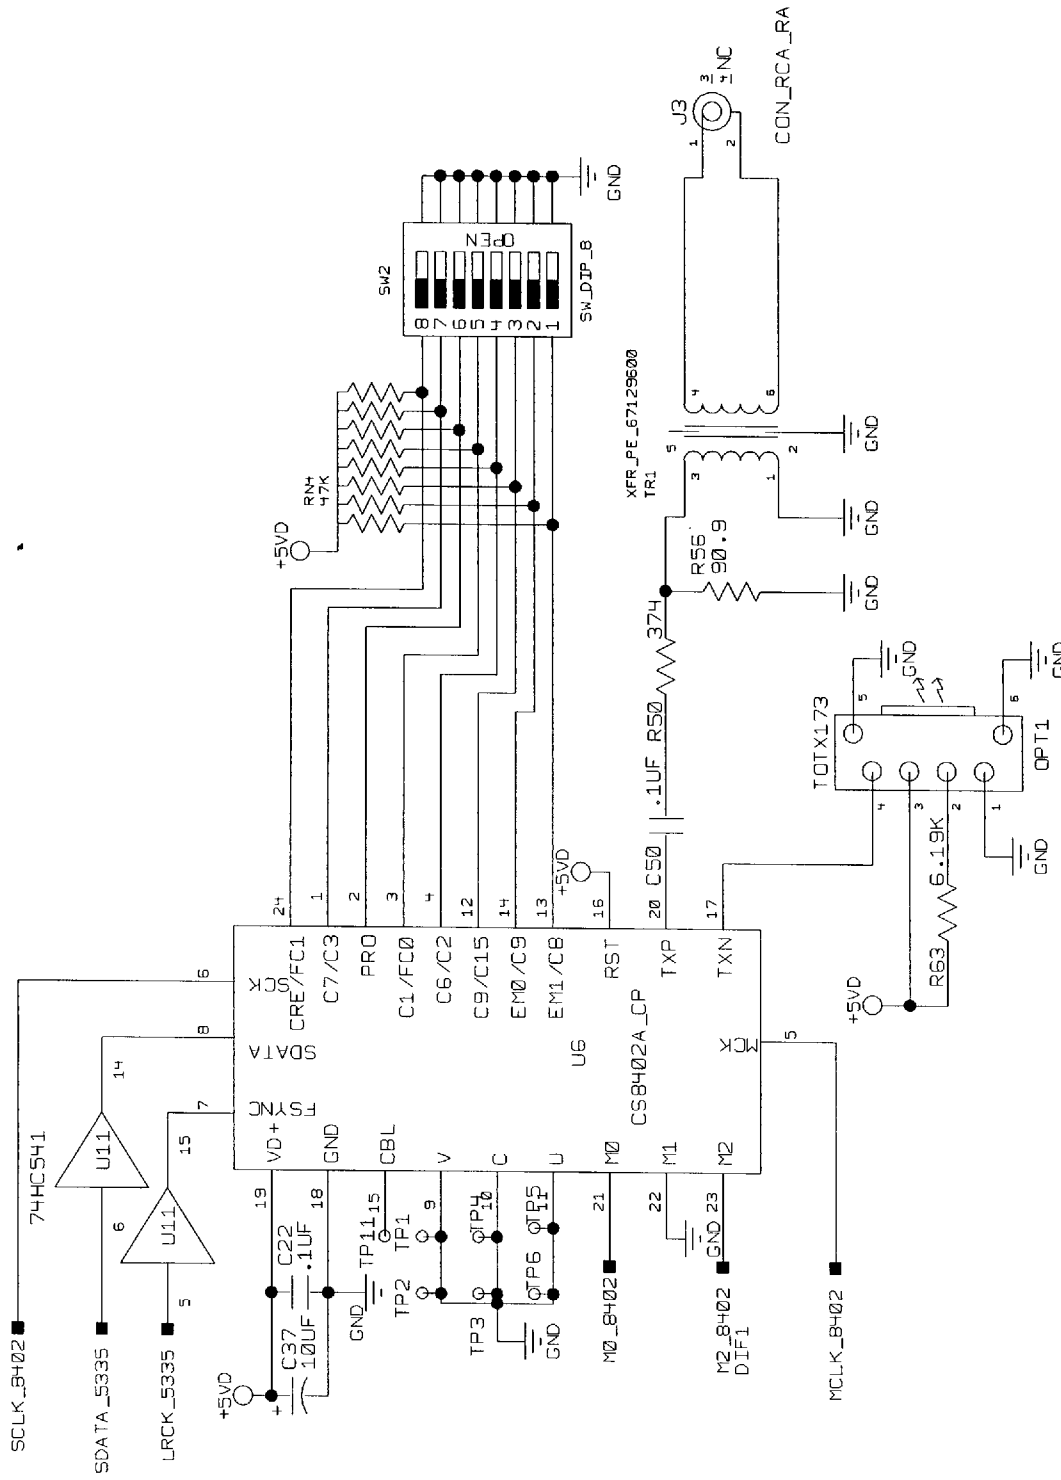 SCLK_8402
SDATA_5335
LRCK_5335
6
5
74HC541
U11
U11
14
15
6
8
7
SCK
SDATA
FSYNC
+5VD
C37
10UF
+
C22
.1UF
GND
19
VD+
18
GND
TP11
15
CBL
TP2
TP1
9
V
TP3
TP4
10
C
TP6
TP5
11
U
GND
M0_8402
21
M0
22
M1
GND
M2_8402
DIF1
23
M2
MCLK_8402
5
MCK
U6
CS8402A_CP
CRE/FC1
24
C7/C3
1
PRO
2
C1/FC0
3
C6/C2
4
C9/C15
12
EM0/C9
14
EM1/C8
13
RST
16
+5VD
TXP
20
TXN
17
+5VD
RN4
47K
SW2
8
7
6
5
4
3
2
1
OPEN
SW_DIP_8
GND
C50
.1UF
R50
374
R56
90.9
GND
XFR_PE_67129600
TR1
5
3
1
2
4
6
GND
GND
J3
1
2
3
4
NC
CON_RCA_RA
+5VD
R63
6.19K
TOTX173
4
3
2
1
5
6
GND
GND
GND
OPT1